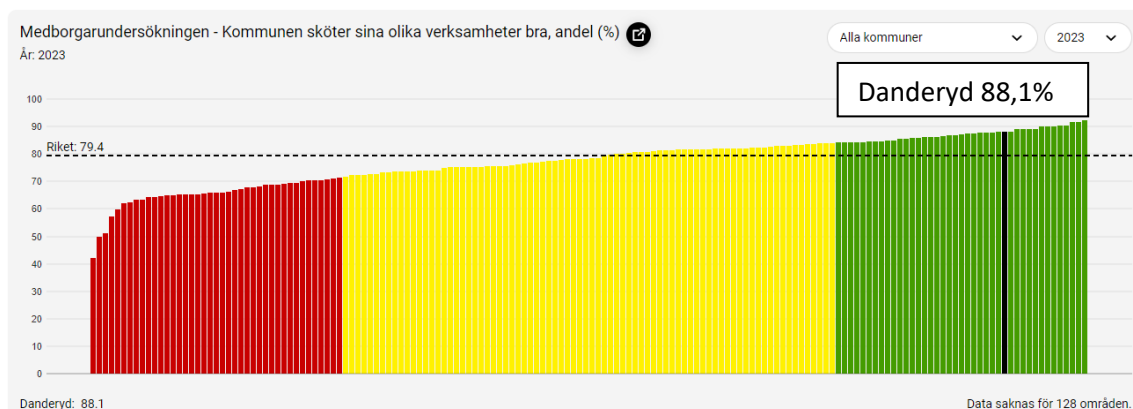 Medborgarundersökningen - Kommunen sköter sina olika verksamheter bra, andel (%)
År: 2023
Alla kommuner
2023
Danderyd 88,1%
100
90
Riket: 79.4
80
70
60
50
40
30
20
10
0
Danderyd: 88.1
Data saknas för 128 områden.